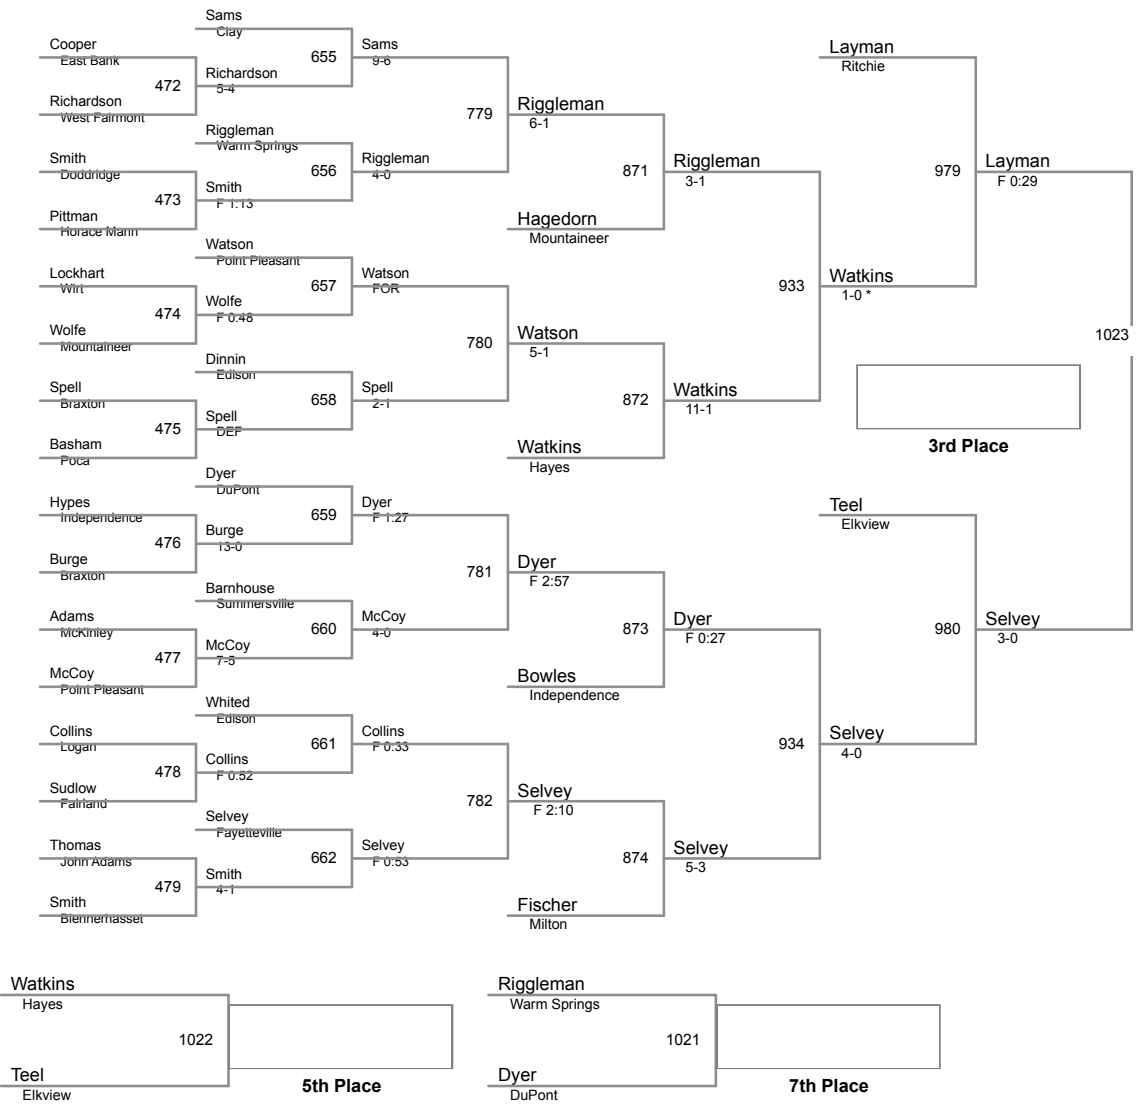 Sams
Clay
Cooper
East Bank
655
Sams
9-6
472
Richardson
5-4
Richardson
West Fairmont
779
Riggleman
6-1
Riggleman
Warm Springs
Smith
Doddridge
656
Riggleman
4-0
473
Smith
F 1:13
Pittman
Horace Mann
871
Riggleman
3-1
Hagedorn
Mountaineer
Watson
Point Pleasant
Lockhart
Wirt
657
Watson
FOR
474
Wolfe
F 0:48
Wolfe
Mountaineer
780
Watson
5-1
Dinnin
Edison
Spell
Braxton
658
Spell
2-1
475
Spell
DEF
Basham
Poca
872
Watkins
11-1
Watkins
Hayes
933
Watkins
1-0 *
Layman
Ritchie
979
Layman
F 0:29
1023
3rd Place
Dyer
DuPont
Hypes
Independence
659
Dyer
F 1:27
476
Burge
13-0
Burge
Braxton
781
Dyer
F 2:57
Barnhouse
Summersville
Adams
McKinley
660
McCoy
4-0
477
McCoy
7-5
McCoy
Point Pleasant
873
Dyer
F 0:27
Bowles
Independence
Whited
Edison
Collins
Logan
661
Collins
F 0:33
478
Collins
F 0:52
Sudlow
Fairland
782
Selvey
F 2:10
Selvey
Fayetteville
Thomas
John Adams
662
Selvey
F 0:53
479
Smith
4-1
Smith
Blennerhasset
874
Selvey
5-3
Fischer
Milton
934
Selvey
4-0
Teel
Elkview
980
Selvey
3-0
Watkins
Hayes
1022
Teel
Elkview
5th Place
Riggleman
Warm Springs
1021
Dyer
DuPont
7th Place